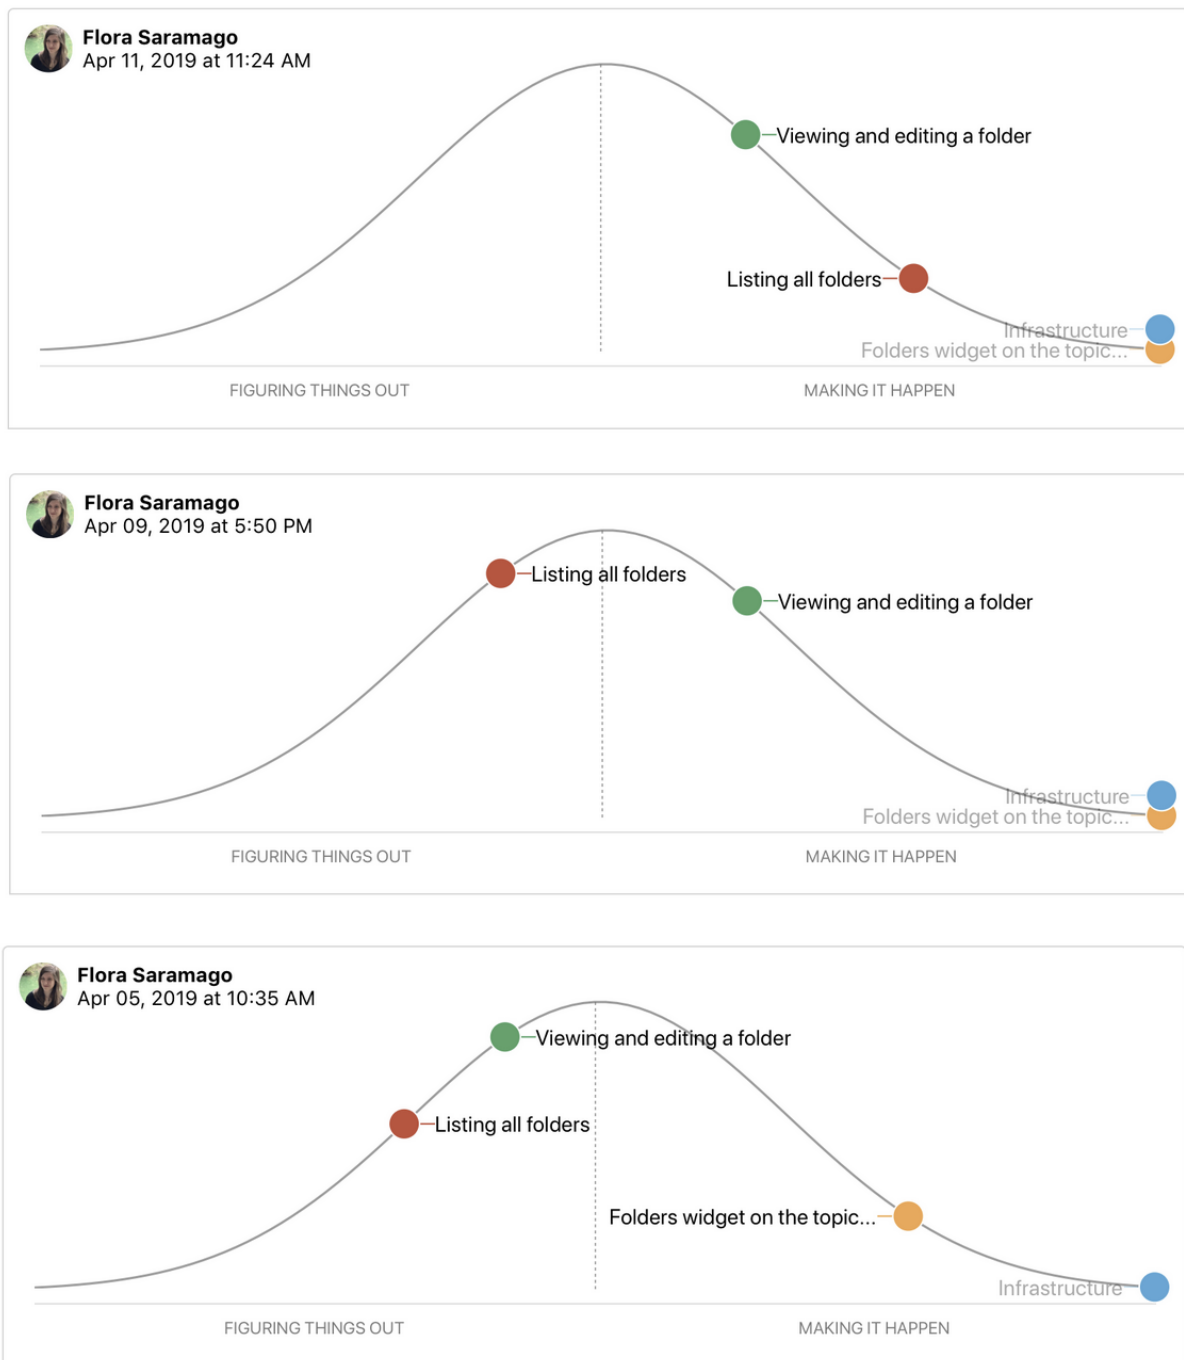 Flora Saramago
Apr 11, 2019 at 11:24 AM
Viewing and editing a folder
Listing all folders
Infrastructure
Folders widget on the topic...
FIGURING THINGS OUT
MAKING IT HAPPEN
Flora Saramago
Apr 09, 2019 at 5:50 PM
Listing all folders
Viewing and editing a folder
Infrastructure
Folders widget on the topic...
FIGURING THINGS OUT
MAKING IT HAPPEN
Flora Saramago
Apr 05, 2019 at 10:35 AM
Viewing and editing a folder
Listing all folders
Folders widget on the topic...
Infrastructure
FIGURING THINGS OUT
MAKING IT HAPPEN